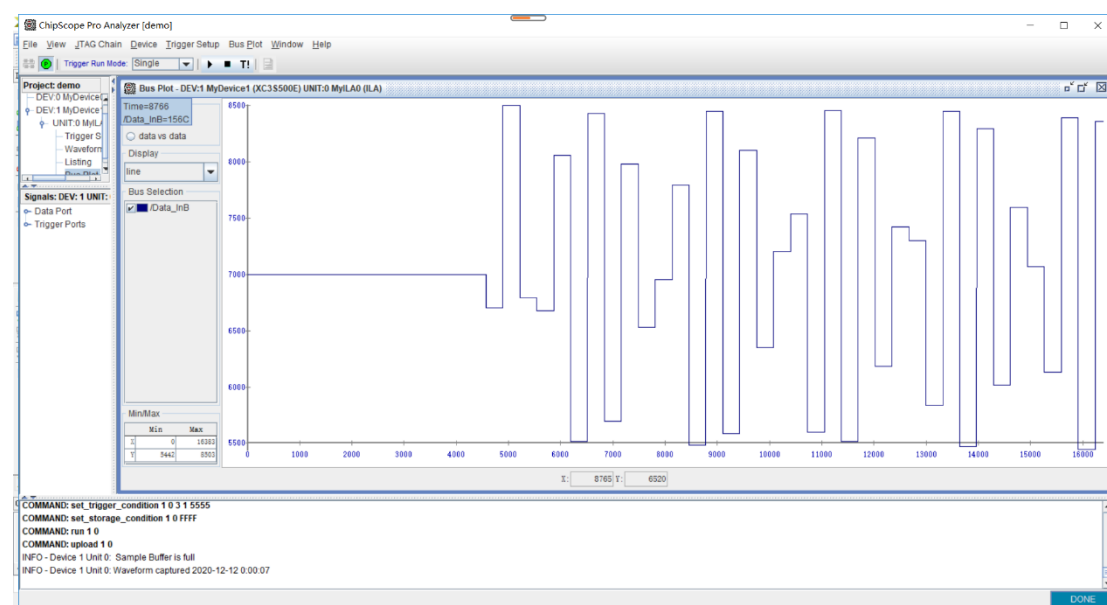 ChipScope Pro Analyzer [demo]
File View JTAG Chain Device Trigger Setup Bus Plot Window Help
Trigger Run Mode: Single T!
Project: demo
DEV:0 MyDevice
DEV:1 MyDevice
UNIT:0 MyILA
Trigger S
Waveform
Listing
Bus Plot
Signals: DEV: 1 UNIT:
Data Port
Trigger Ports
Bus Plot - DEV:1 MyDevice1 (XC3S500E) UNIT:0 MyILA0 (ILA)
Time=8766
/Data_InB=156C
data vs data
Display
line
Bus Selection
/Data_InB
Min/Max
Min Max
X 0 16383
Y 5442 8503
8500
8000
7500
7000
6500
6000
5500
0 1000 2000 3000 4000 5000 6000 7000 8000 9000 10000 11000 12000 13000 14000 15000 16000
X: 8765 Y: 6520
COMMAND: set_trigger_condition 1 0 3 1 5555
COMMAND: set_storage_condition 1 0 FFFF
COMMAND: run 1 0
COMMAND: upload 1 0
INFO - Device 1 Unit 0: Sample Buffer is full
INFO - Device 1 Unit 0: Waveform captured 2020-12-12 0:00:07
DONE